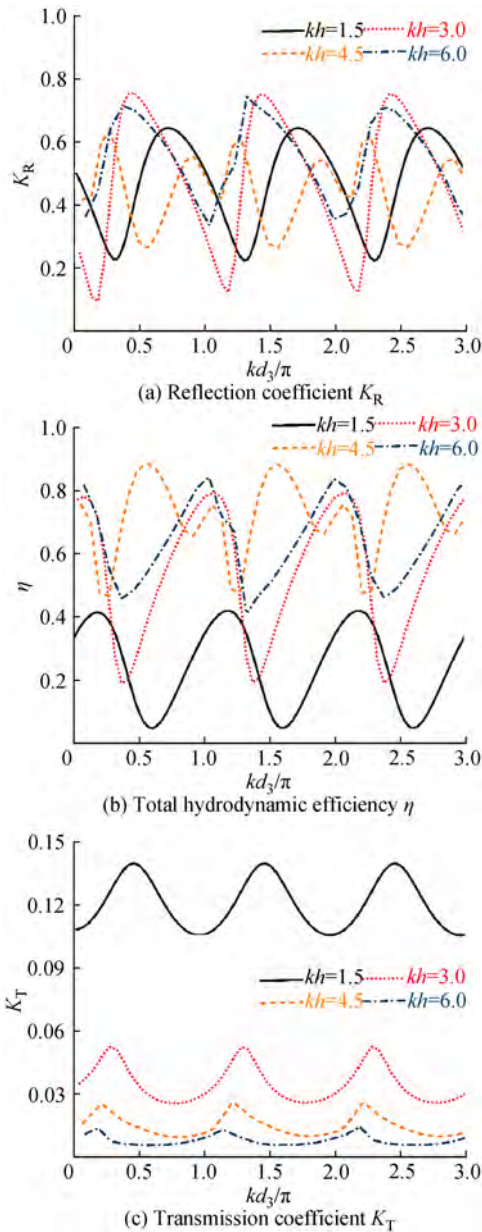 kh=1.5 kh=3.0
kh=4.5 kh=6.0
1.0
0.8
0.6
0.4
0.2
K_R
0 0.5 1.0 1.5 2.0 2.5 3.0
kd₃/π
(a) Reflection coefficient K_R
kh=1.5 kh=3.0
kh=4.5 kh=6.0
1.0
0.8
0.6
0.4
0.2
η
0 0.5 1.0 1.5 2.0 2.5 3.0
kd₃/π
(b) Total hydrodynamic efficiency η
0.15
0.12
0.09
0.06
0.03
K_T
kh=1.5 kh=3.0
kh=4.5 kh=6.0
0 0.5 1.0 1.5 2.0 2.5 3.0
kd₃/π
(c) Transmission coefficient K_T